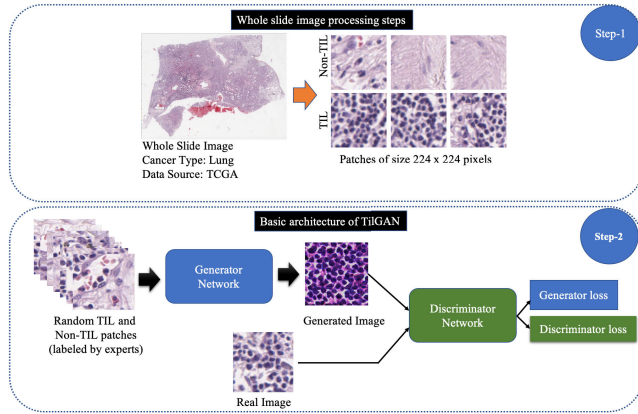 Whole slide image processing steps
Step-1
Non-TIL
TIL
Whole Slide Image
Cancer Type: Lung
Data Source: TCGA
Patches of size 224 x 224 pixels
Basic architecture of TilGAN
Step-2
Generator
Network
Random TIL and
Non-TIL patches
(labeled by experts)
Generated Image
Real Image
Discriminator
Network
Generator loss
Discriminator loss